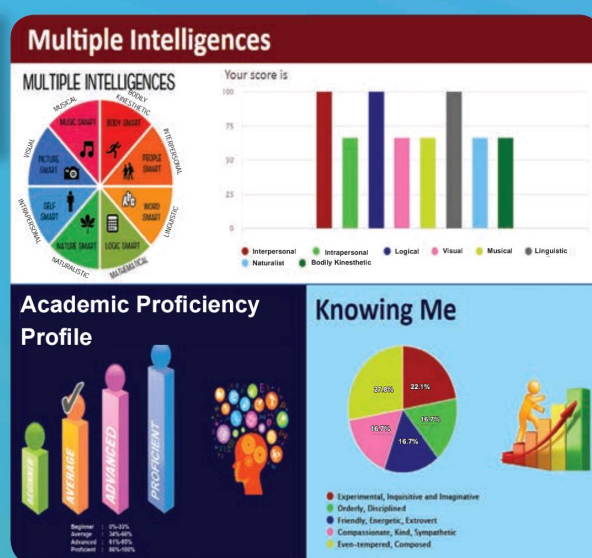 Multiple Intelligences
MULTIPLE INTELLIGENCES
MUSICAL
BODILY
KINESTHETIC
INTERPERSONAL
LINGUISTIC
MATHEMATICAL
NATURALISTIC
INTRAPERSONAL
VISUAL
MUSIC SMART
BODY SMART
PEOPLE
SMART
WORD
SMART
LOGIC SMART
NATURE SMART
SELF
SMART
PICTURE
SMART
Your score is
100
75
50
25
0
Interpersonal Intrapersonal Logical Visual Musical Linguistic
Naturalist Bodily Kinesthetic
Academic Proficiency
Profile
BEGINNER
AVERAGE
ADVANCED
PROFICIENT
Beginner : 0%-33%
Average : 34%-60%
Advanced : 61%-85%
Proficient : 86%-100%
Knowing Me
22.1%
16.7%
16.7%
16.7%
Experimental, Inquisitive and Imaginative
Orderly, Disciplined
Friendly, Energetic, Extrovert
Compassionate, Kind, Sympathetic
Even-tempered, Composed